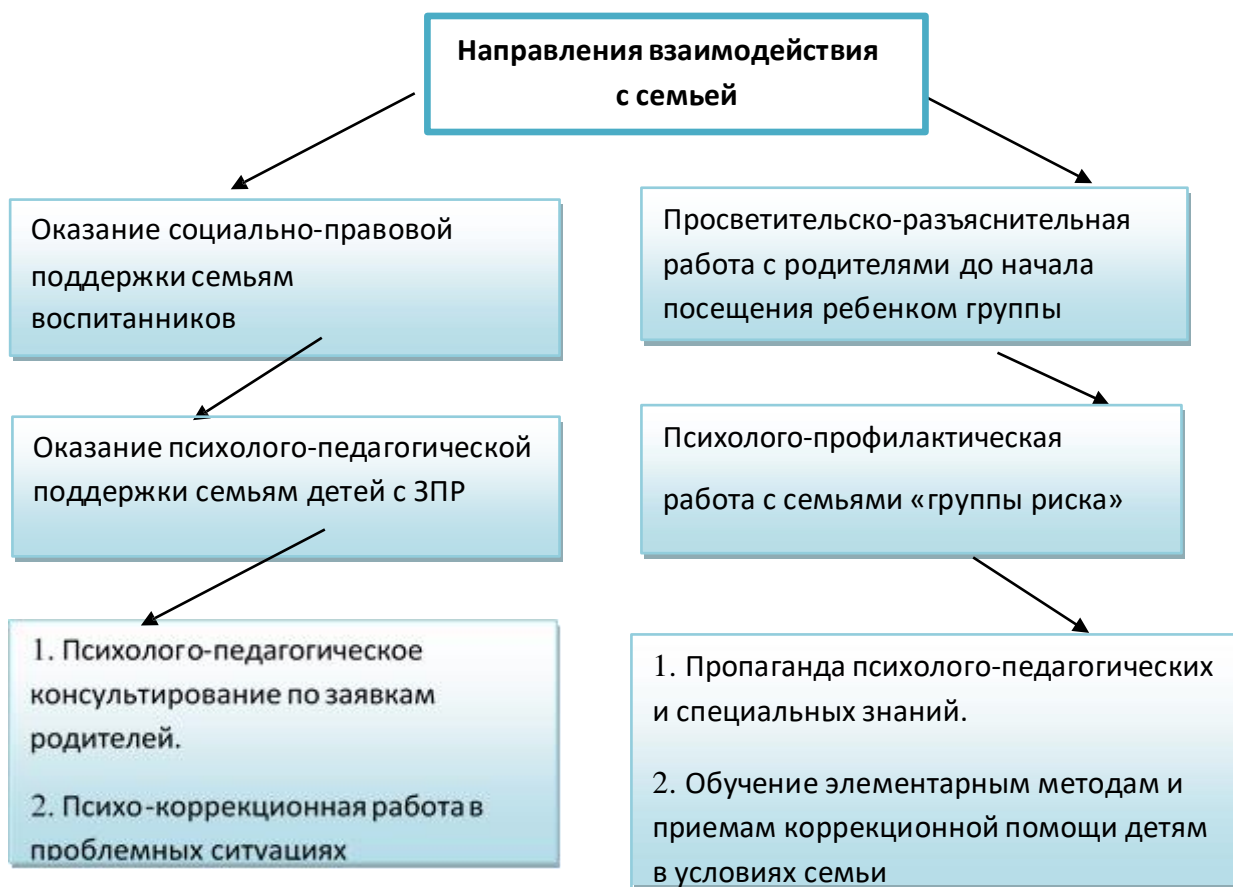 Направления взаимодействия
с семьей
Оказание социально-правовой
поддержки семьям
воспитанников
Просветительско-разъяснительная
работа с родителями до начала
посещения ребенком группы
Оказание психолого-педагогической
поддержки семьям детей с ЗПР
Психолого-профилактическая
работа с семьями «группы риска»
1. Психолого-педагогическое
консультирование по заявкам
родителей.
2. Психо-коррекционная работа в
проблемных ситуациях
1. Пропаганда психолого-педагогических
и специальных знаний.
2. Обучение элементарным методам и
приемам коррекционной помощи детям
в условиях семьи